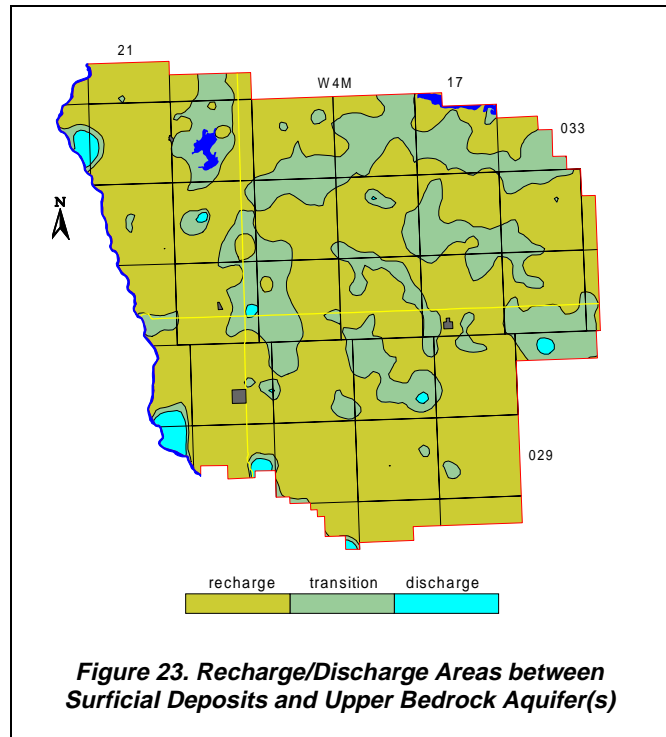 21
W4M
17
033
N
029
recharge transition discharge
Figure 23. Recharge/Discharge Areas between
Surficial Deposits and Upper Bedrock Aquifer(s)